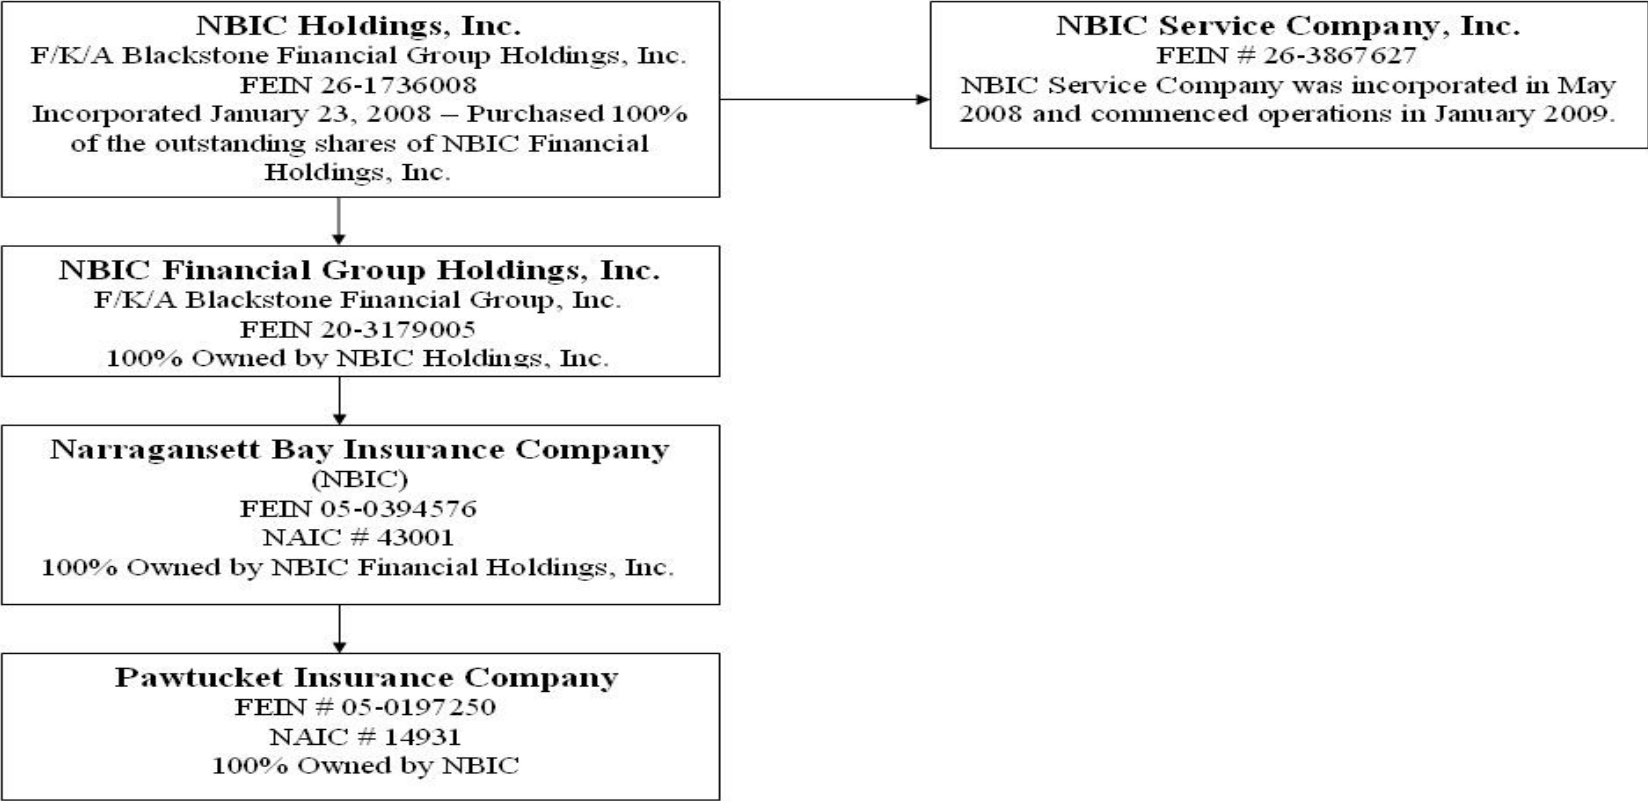 NBIC Holdings, Inc.
F/K/A Blackstone Financial Group Holdings, Inc.
FEIN 26-1736008
Incorporated January 23, 2008 – Purchased 100%
of the outstanding shares of NBIC Financial
Holdings, Inc.
NBIC Service Company, Inc.
FEIN # 26-3867627
NBIC Service Company was incorporated in May
2008 and commenced operations in January 2009.
NBIC Financial Group Holdings, Inc.
F/K/A Blackstone Financial Group, Inc.
FEIN 20-3179005
100% Owned by NBIC Holdings, Inc.
Narragansett Bay Insurance Company
(NBIC)
FEIN 05-0394576
NAIC # 43001
100% Owned by NBIC Financial Holdings, Inc.
Pawtucket Insurance Company
FEIN # 05-0197250
NAIC # 14931
100% Owned by NBIC